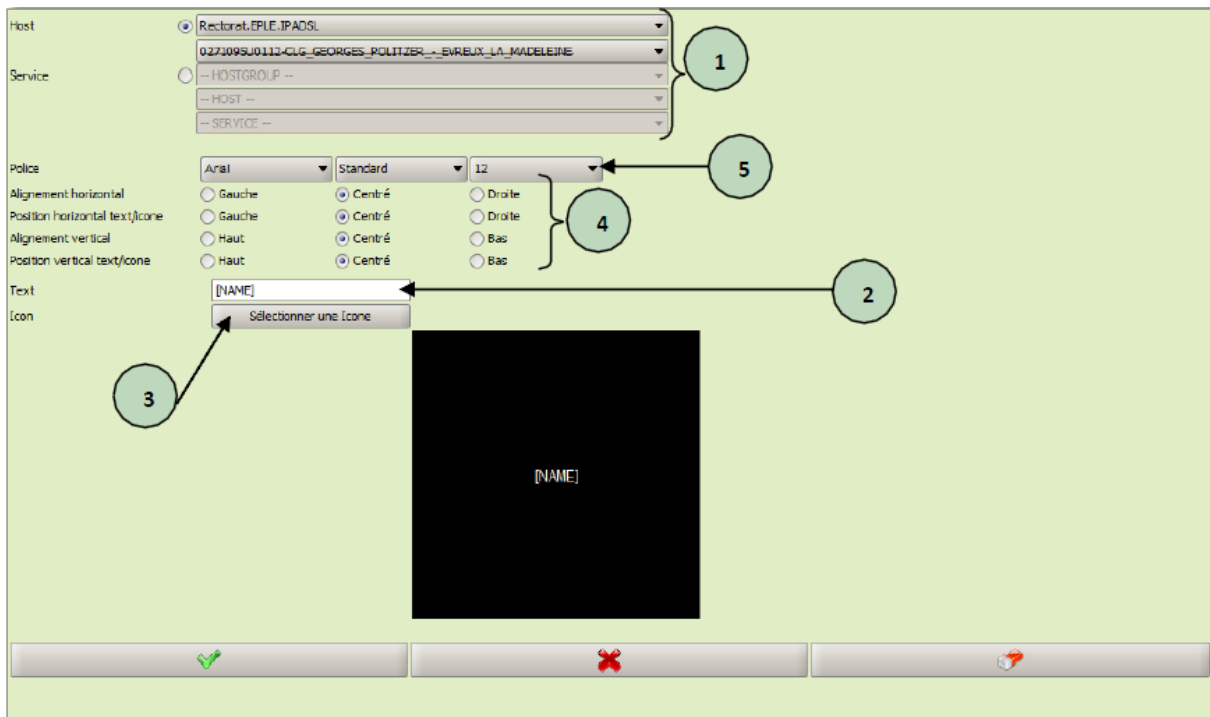 Host Rectorat.EPLE.IPADSL
0271095U0112-CLG_GEORGES_POLITZER_-_EVREUX_LA_MADELEINE
1
Service -- HOSTGROUP --
-- HOST --
-- SERVICE --
Police Arial Standard 12 5
Alignement horizontal Gauche Centré Droite
Position horizontal text/icone Gauche Centré Droite
4
Alignement vertical Haut Centré Bas
Position vertical text/icone Haut Centré Bas
Text [NAME] 2
Icon Sélectionner une Icone
3
[NAME]